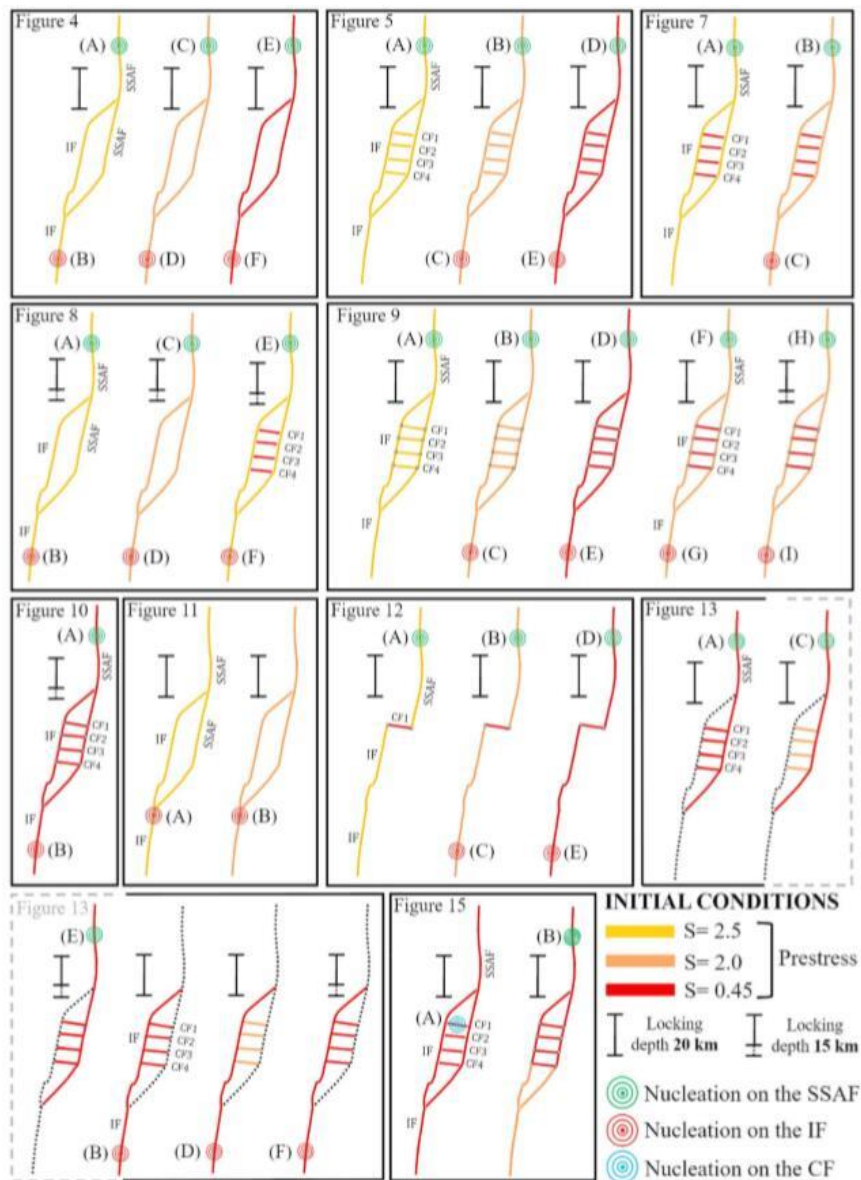 Figure 4
(A)
(C)
(E)
SSAF
IF
SSAF
IF
(B)
(D)
(F)
Figure 5
(A)
(B)
(D)
SSAF
IF
CF1
CF2
CF3
CF4
IF
(C)
(E)
Figure 7
(A)
(B)
SSAF
IF
CF1
CF2
CF3
CF4
IF
(C)
Figure 8
(A)
(C)
(E)
SSAF
SSAF
IF
SSAF
CF1
CF2
CF3
CF4
IF
IF
(B)
(D)
(F)
Figure 9
(A)
(B)
(D)
(F)
(H)
SSAF
SSAF
IF
CF1
CF2
CF3
CF4
IF
CF1
CF2
CF3
CF4
IF
IF
(C)
(E)
(G)
(I)
Figure 10
(A)
SSAF
IF
CF1
CF2
CF3
CF4
IF
(B)
Figure 11
SSAF
IF
SSAF
IF
(A)
(B)
Figure 12
(A)
(B)
(D)
SSAF
CF1
IF
IF
(C)
(E)
Figure 13
(A)
(C)
SSAF
CF1
CF2
CF3
CF4
Figure 13
(E)
IF
CF1
CF2
CF3
CF4
IF
(B)
(D)
(F)
Figure 15
(B)
SSAF
(A)
CF1
IF
CF2
CF3
CF4
IF
INITIAL CONDITIONS
S= 2.5
S= 2.0
S= 0.45
Prestress
Locking depth 20 km
Locking depth 15 km
Nucleation on the SSAF
Nucleation on the IF
Nucleation on the CF